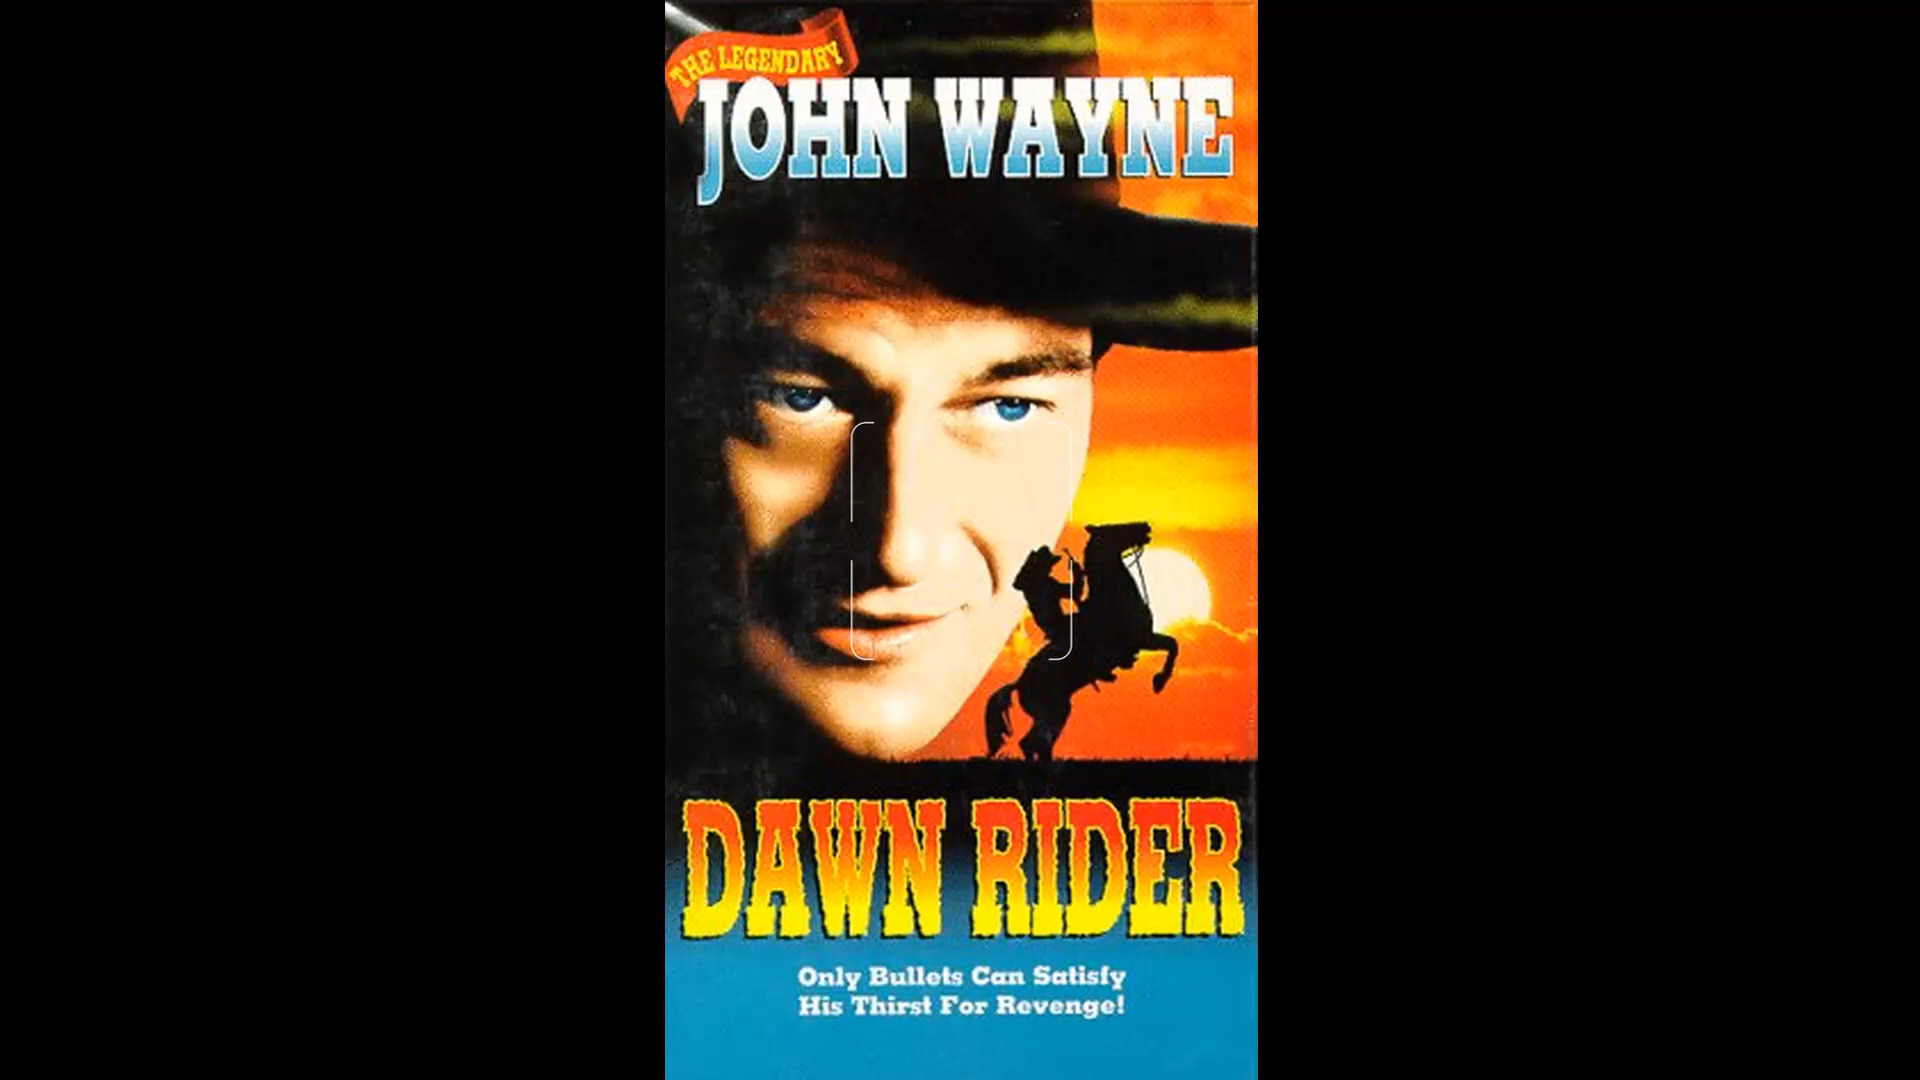 THE LEGENDARY
JOHN WAYNE
DAWN RIDER
Only Bullets Can Satisfy
His Thirst For Revenge!